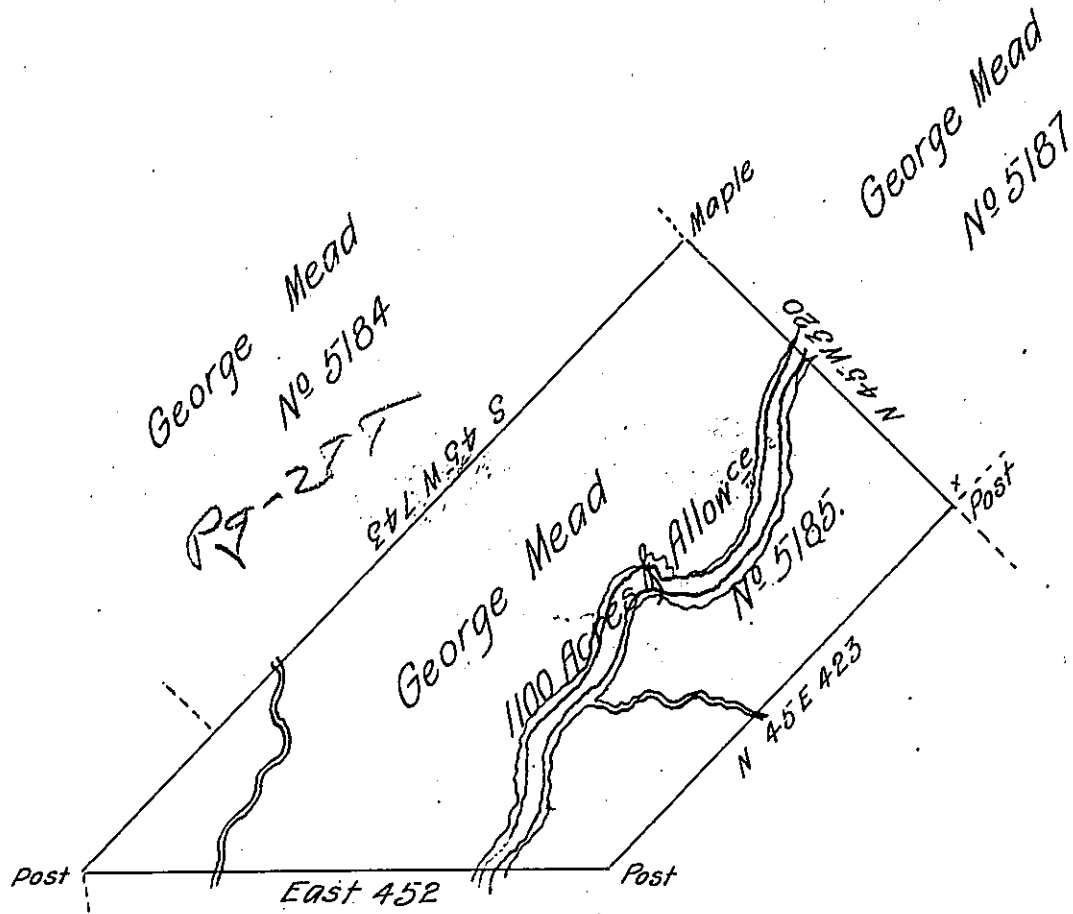 George Mead
Nº 5187
Maple
George Mead
Nº 5184
N 45 W 320
S 45 W 743
Post
George Mead
1100 Acres & Allowce
Nº 5185.
N 45 E 423
Post
East 452
Post